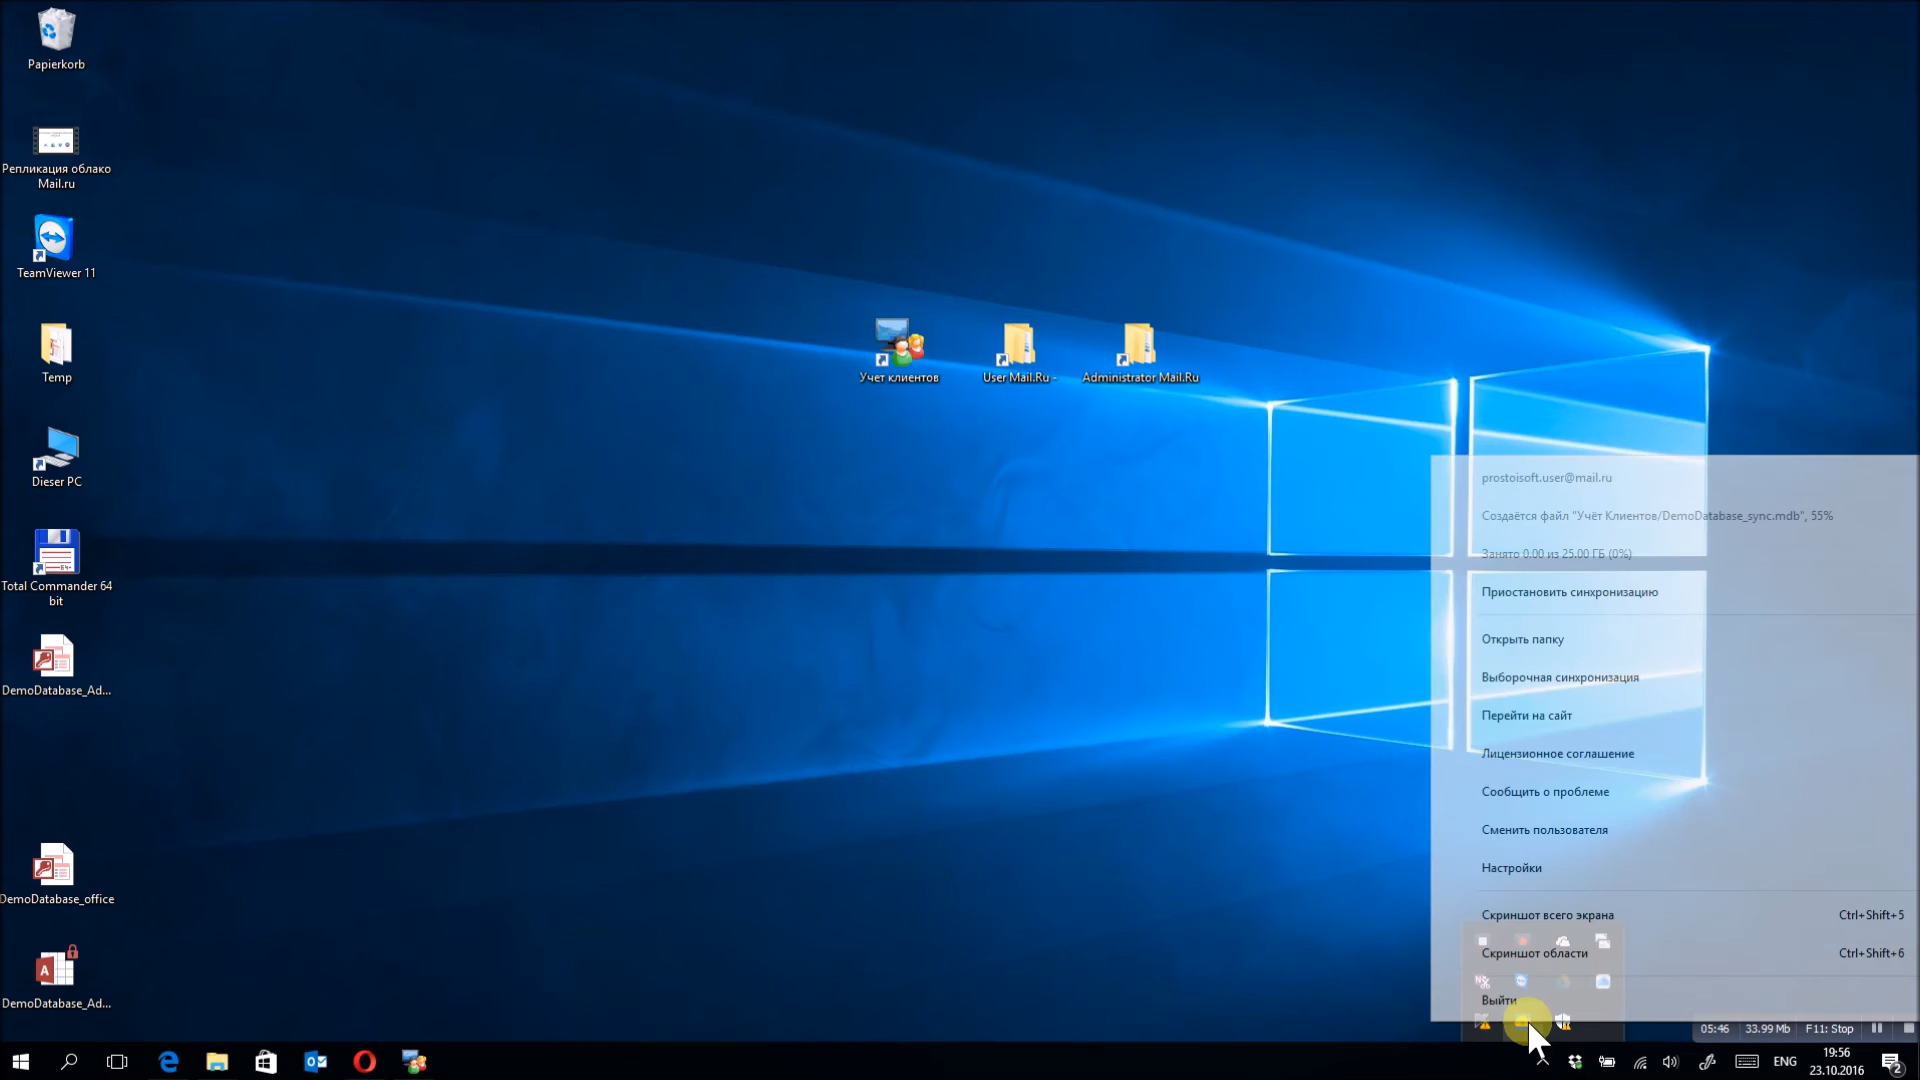 Papierkorb
Репликация облако
Mail.ru
TeamViewer 11
Temp
Dieser PC
Total Commander 64
bit
DemoDatabase_Ad...
DemoDatabase_office
DemoDatabase_Ad...
Учет клиентов
User Mail.Ru -
Administrator Mail.Ru
prostoisoft.user@mail.ru
Создаётся файл "Учёт Клиентов/DemoDatabase_sync.mdb", 55%
Занято 0.00 из 25.00 ГБ (0%)
Приостановить синхронизацию
Открыть папку
Выборочная синхронизация
Перейти на сайт
Лицензионное соглашение
Сообщить о проблеме
Сменить пользователя
Настройки
Скриншот всего экрана Ctrl+Shift+5
Скриншот области Ctrl+Shift+6
Выйти
05:46 33.99 Mb F11: Stop
ENG
19:56
23.10.2016
2